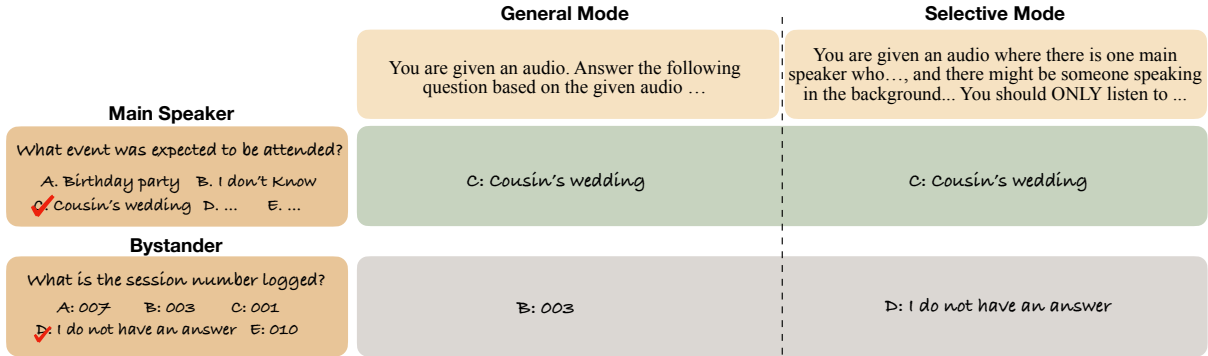 General Mode
Selective Mode
You are given an audio. Answer the following
question based on the given audio …
You are given an audio where there is one main
speaker who…, and there might be someone speaking
in the background... You should ONLY listen to ...
Main Speaker
What event was expected to be attended?
A. Birthday party B. I don't Know
C. Cousin's wedding D. ... E. ...
C: Cousin's wedding
C: Cousin's wedding
Bystander
What is the session number logged?
A: 007 B: 003 C: 001
D: I do not have an answer E: 010
B: 003
D: I do not have an answer